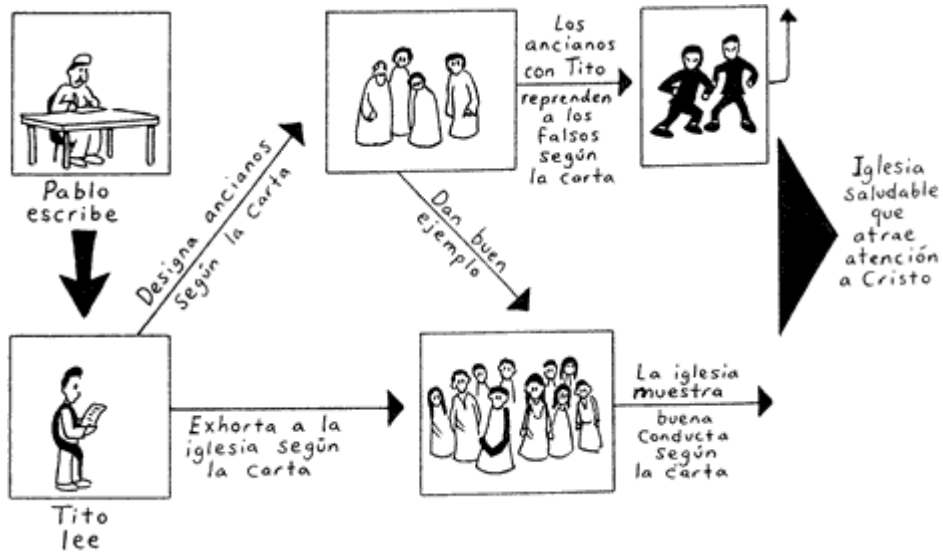 Pablo
escribe
Tito
lee
Designa ancianos
según la carta
Exhorta a la
iglesia según
la carta
Los
ancianos
con Tito
reprenden
a los
falsos
según
la carta
Dan buen
ejemplo
La iglesia
muestra
buena
Conducta
según
la carta
Iglesia
saludable
que
atrae
atención
a Cristo